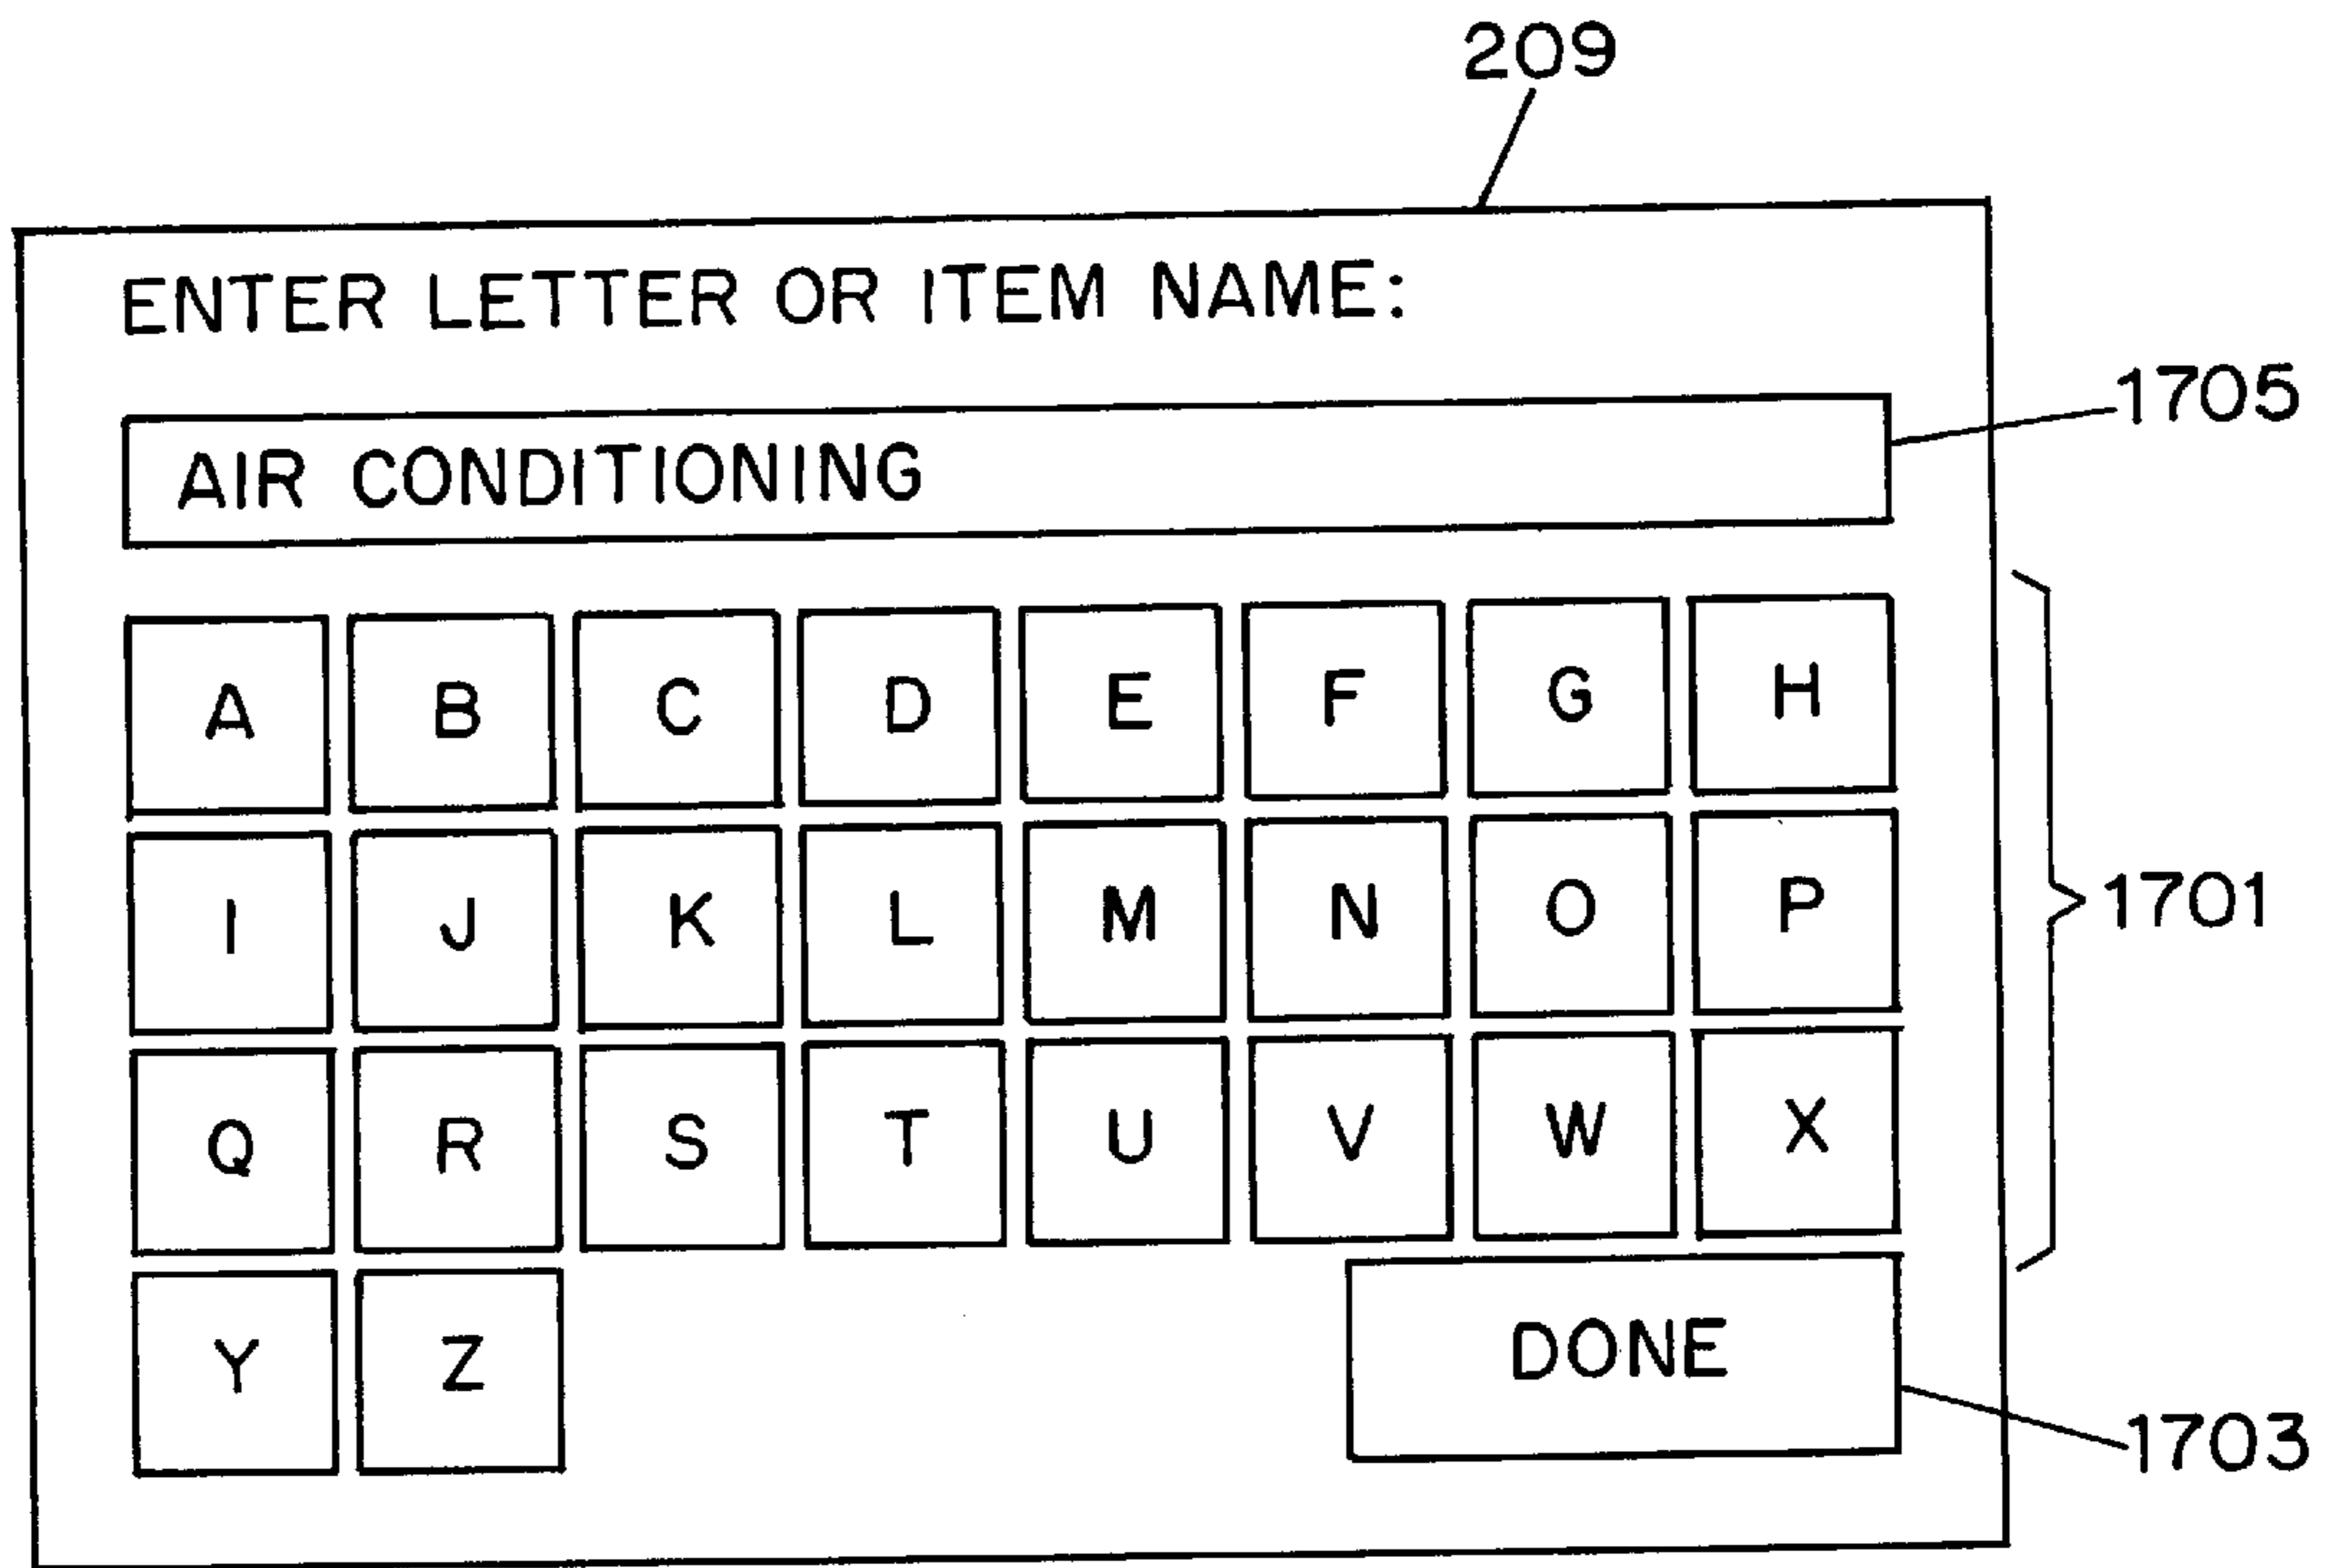 209
ENTER LETTER OR ITEM NAME:
1705
AIR CONDITIONING
A B C D E F G H
I J K L M N O P
1701
Q R S T U V W X
Y Z DONE
1703